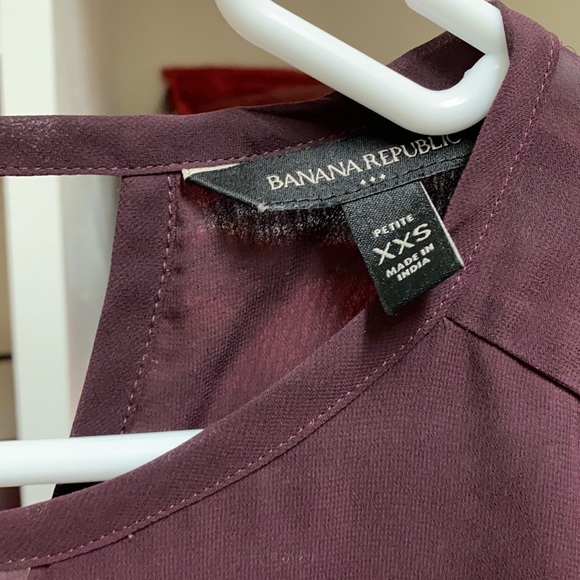 BANANA REPUBLIC
PETITE
XXS
MADE IN
INDIA